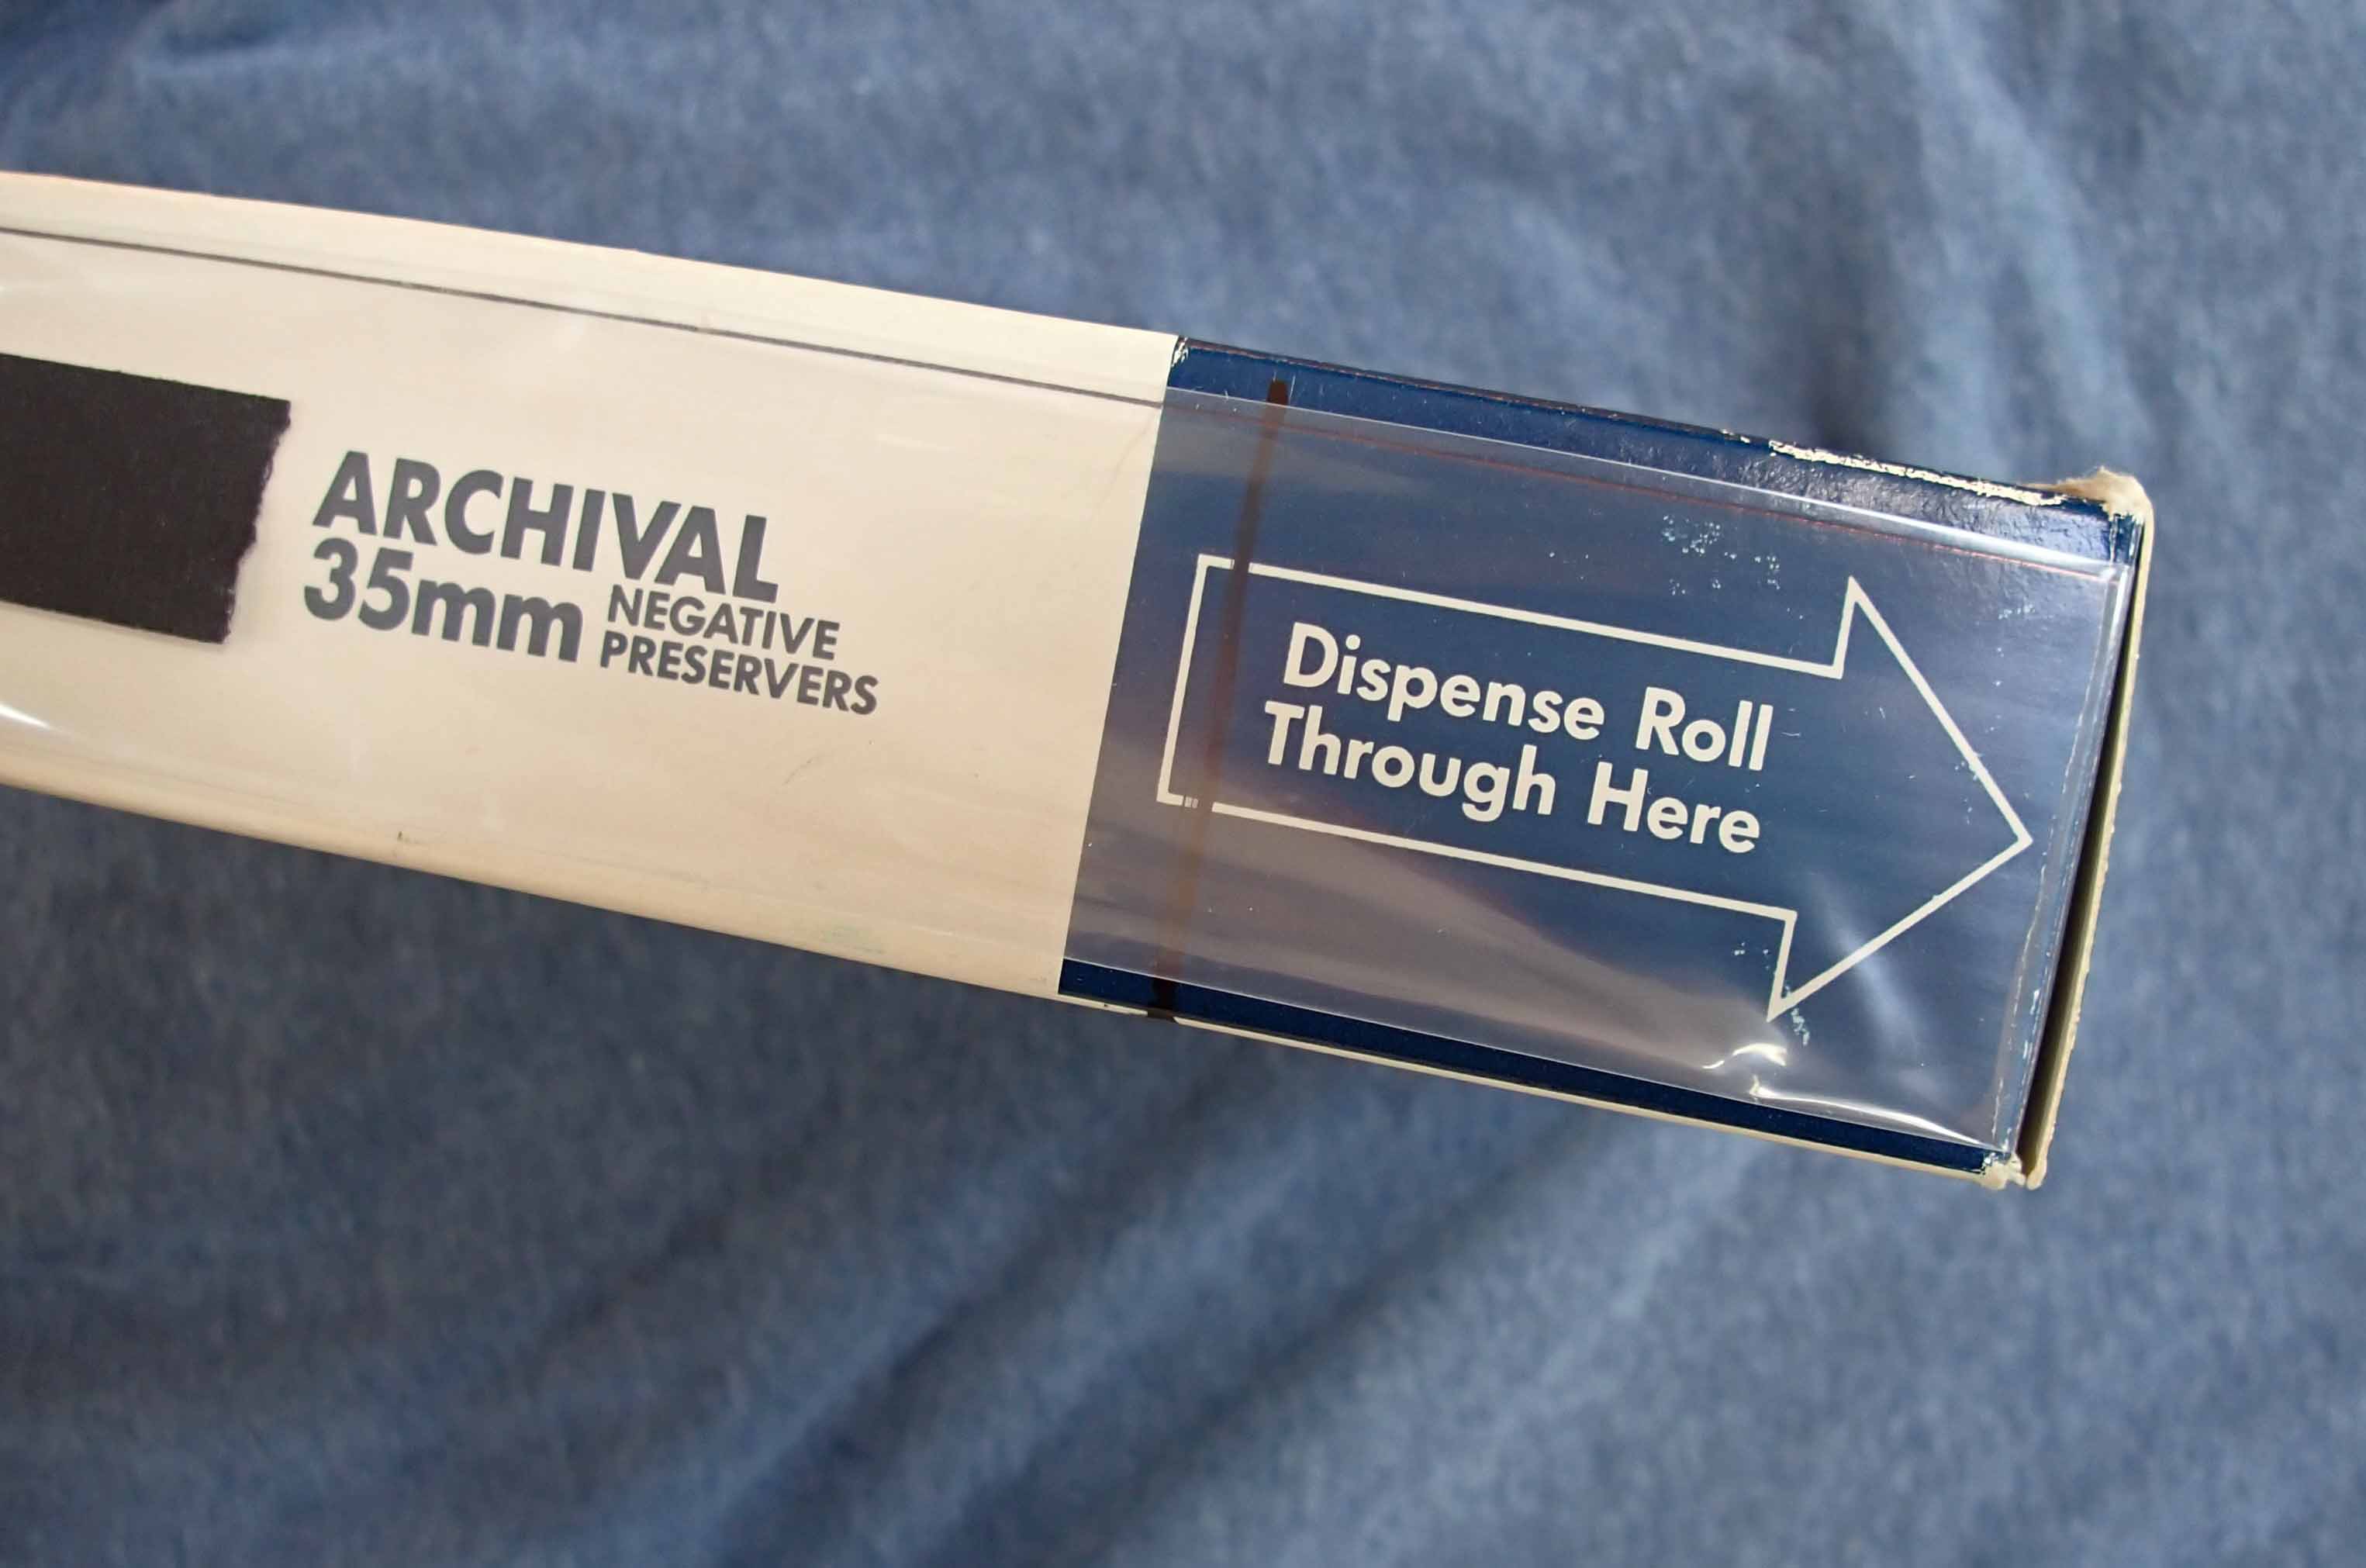 ARCHIVAL
35mm NEGATIVE
PRESERVERS
Dispense Roll
Through Here